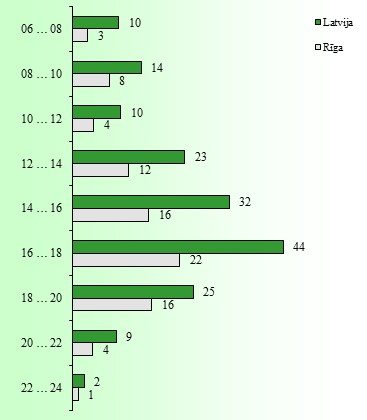 06 … 08
10
3
Latvija
Rīga
08 … 10
14
8
10 … 12
10
4
12 … 14
23
12
14 … 16
32
16
16 … 18
44
22
18 … 20
25
16
20 … 22
9
4
22 … 24
2
1